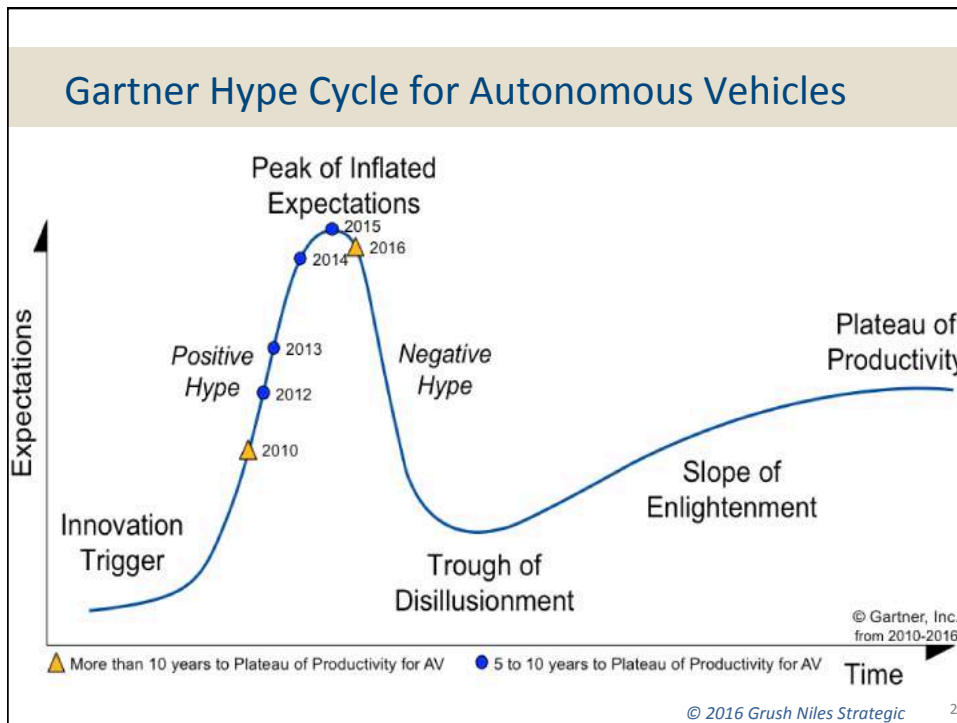 Gartner Hype Cycle for Autonomous Vehicles
Peak of Inflated
Expectations
2015
2016
2014
Positive
Hype
2013
2012
2010
Negative
Hype
Plateau of
Productivity
Slope of
Enlightenment
Innovation
Trigger
Trough of
Disillusionment
Expectations
© Gartner, Inc.
from 2010-2016
More than 10 years to Plateau of Productivity for AV
5 to 10 years to Plateau of Productivity for AV
Time
© 2016 Grush Niles Strategic
2